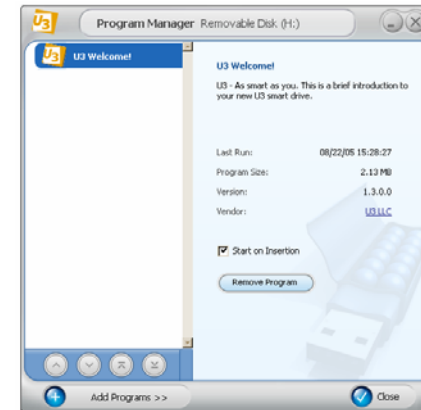 U3
Program Manager Removable Disk (H:)
U3 U3 Welcome!
U3 Welcome!
U3 - As smart as you. This is a brief introduction to
your new U3 smart drive.
Last Run: 08/22/05 15:28:27
Program Size: 2.13 MB
Version: 1.3.0.0
Vendor: U3 LLC
Start on Insertion
Remove Program
Add Programs >>
Close